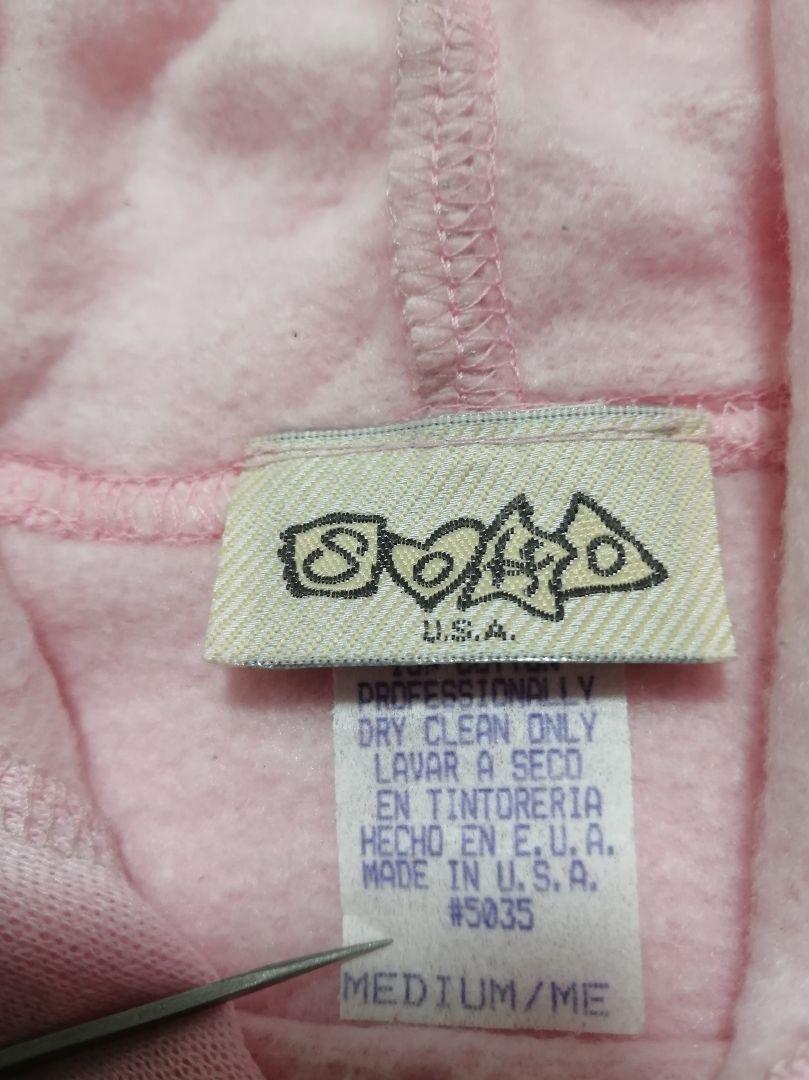 SOHO
U.S.A.
PROFESSIONALLY
DRY CLEAN ONLY
LAVAR A SECO
EN TINTORERIA
HECHO EN E.U.A.
MADE IN U.S.A.
#5035
MEDIUM/ME